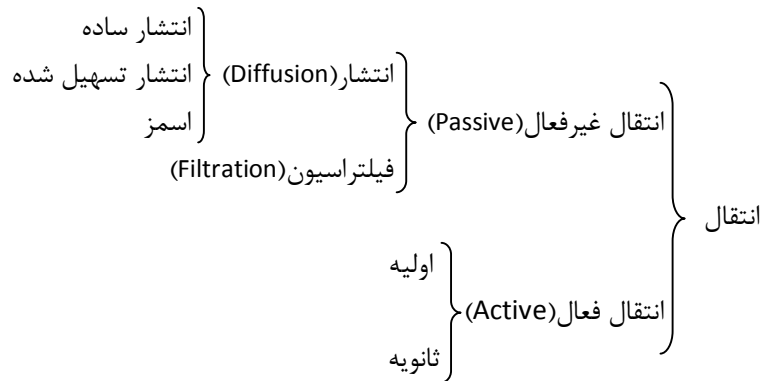 انتشار ساده
انتشار(Diffusion) انتشار تسهیل شده
اسمز
انتقال غیرفعال(Passive)
فیلتراسیون(Filtration)
انتقال
اولیه
انتقال فعال(Active)
ثانویه